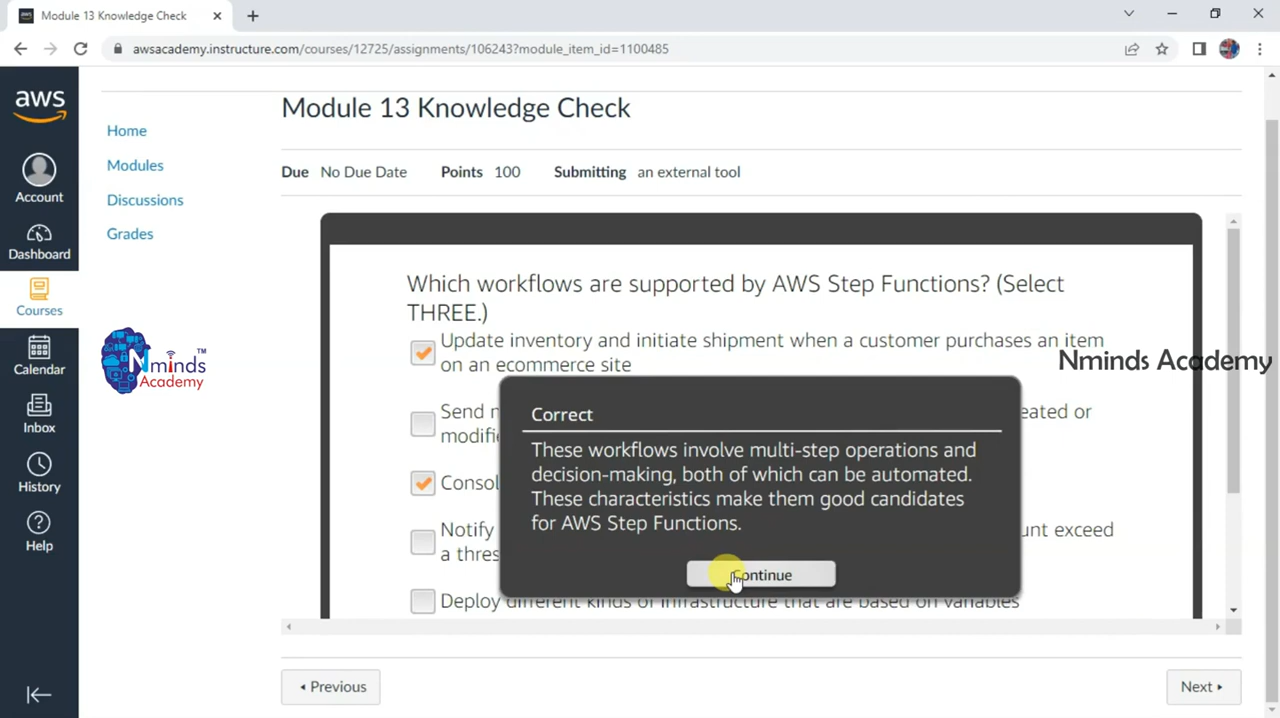 Module 13 Knowledge Check
awsacademy.instructure.com/courses/12725/assignments/106243?module_item_id=1100485
aws
Account
Dashboard
Courses
Calendar
Inbox
History
Help
Home
Modules
Discussions
Grades
Nminds
Academy
TM
Module 13 Knowledge Check
Due No Due Date Points 100 Submitting an external tool
Which workflows are supported by AWS Step Functions? (Select
THREE.)
Update inventory and initiate shipment when a customer purchases an item
on an ecommerce site
Nminds Academy
Send
eated or
modifi
Consol
Notify
unt exceed
a thres
Deploy different kinds of infrastructure that are based on variables
Correct
These workflows involve multi-step operations and
decision-making, both of which can be automated.
These characteristics make them good candidates
for AWS Step Functions.
Continue
Previous
Next